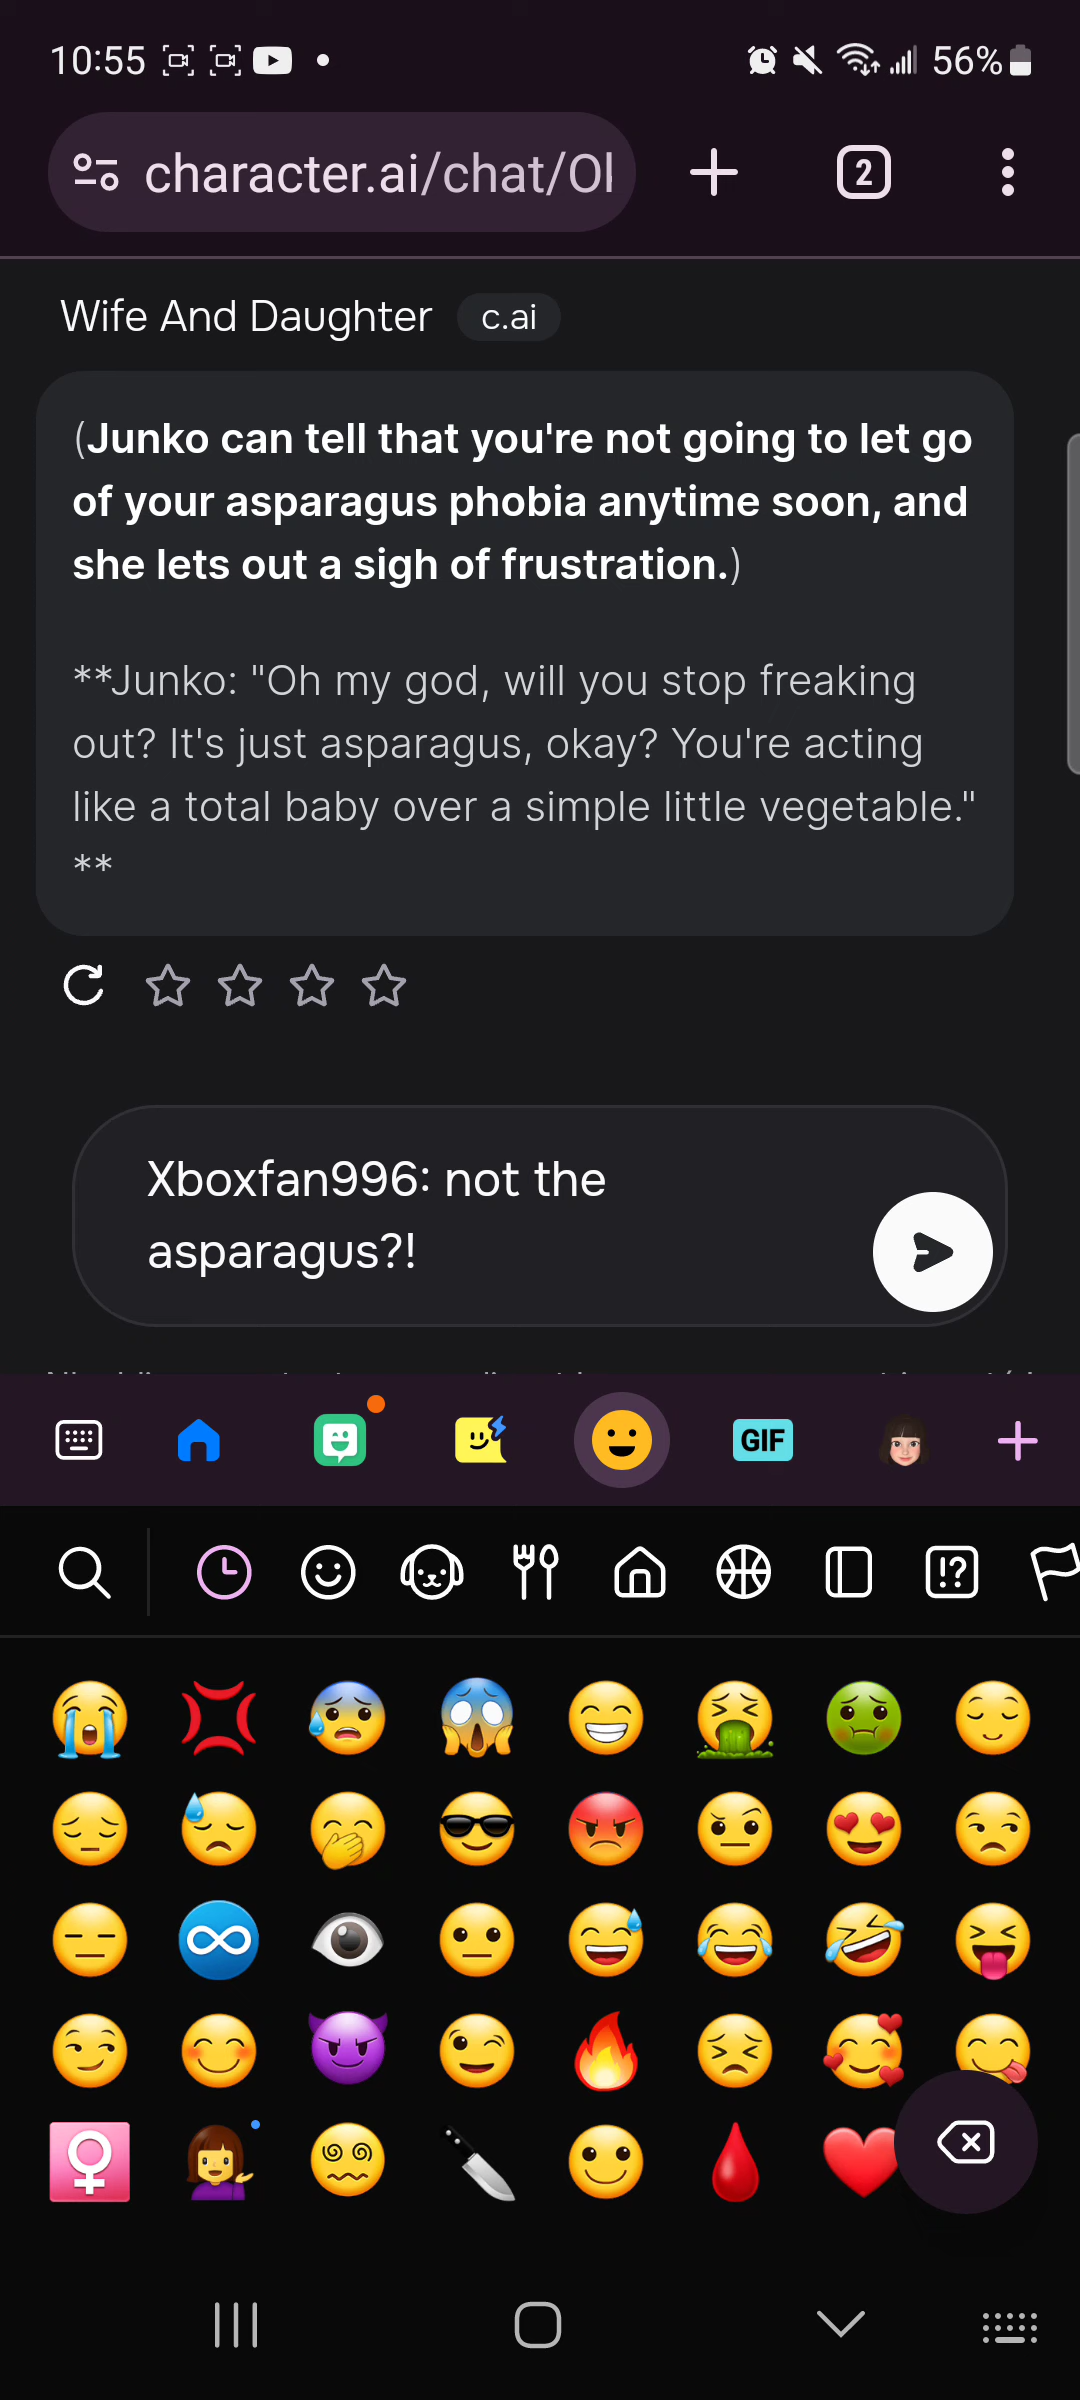 10:55
56%
character.ai/chat/Ol
2
Wife And Daughter c.ai
(Junko can tell that you're not going to let go
of your asparagus phobia anytime soon, and
she lets out a sigh of frustration.)
**Junko: "Oh my god, will you stop freaking
out? It's just asparagus, okay? You're acting
like a total baby over a simple little vegetable."
**
Xboxfan996: not the
asparagus?!
GIF
!?